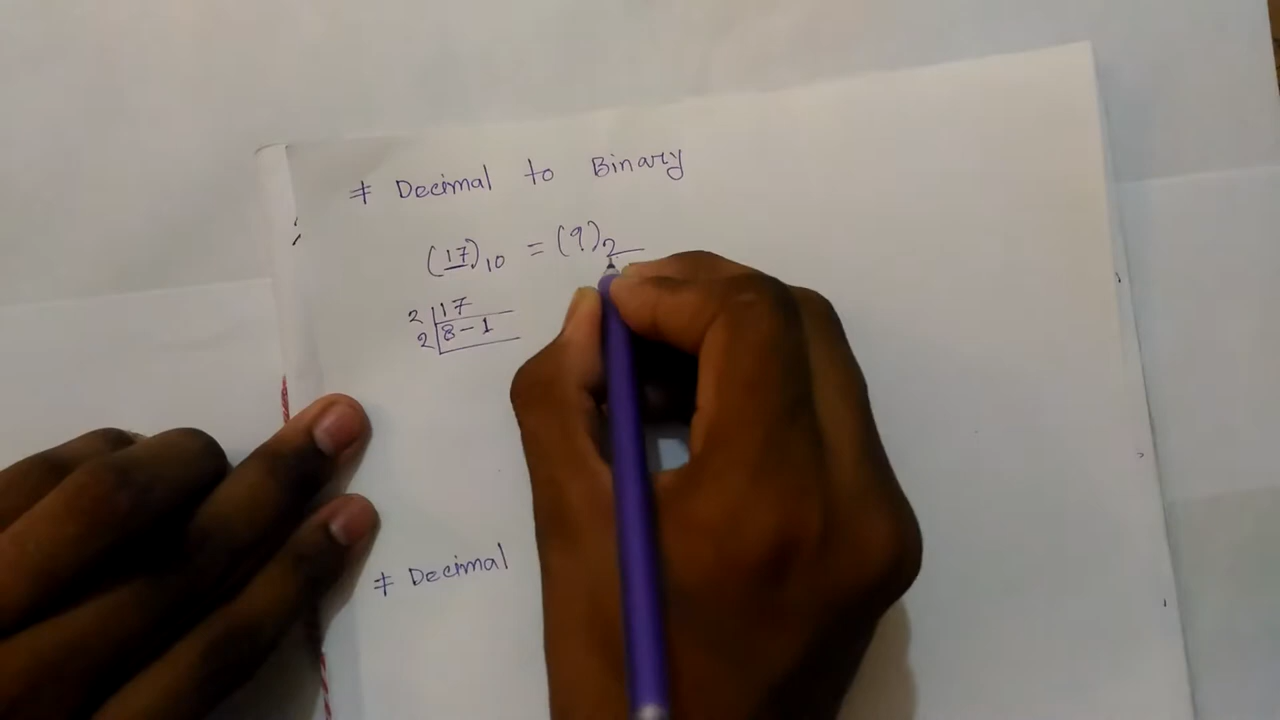 # Decimal to Binary
(17)10 = (?)2
2 | 17
2 | 8 - 1
# Decimal